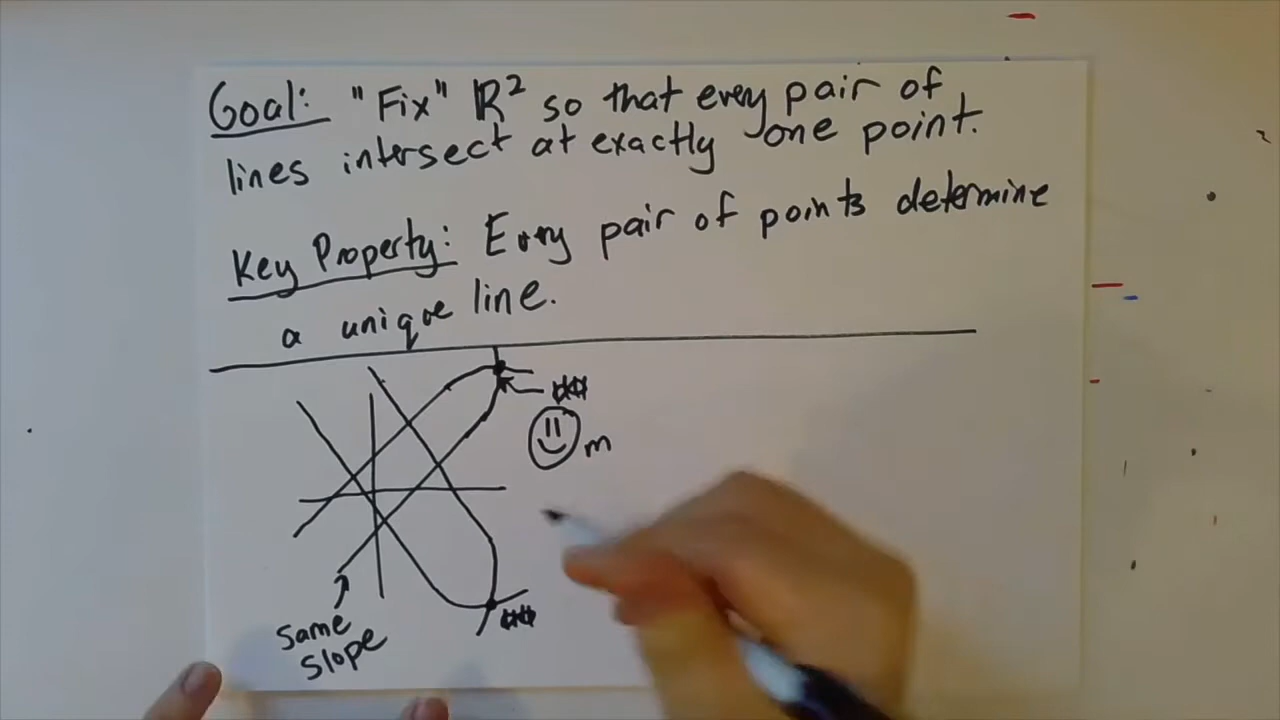 Goal: "Fix" ℝ² so that every pair of
lines intersect at exactly one point.
Key Property: Every pair of points determine
a unique line.
m
Same
Slope